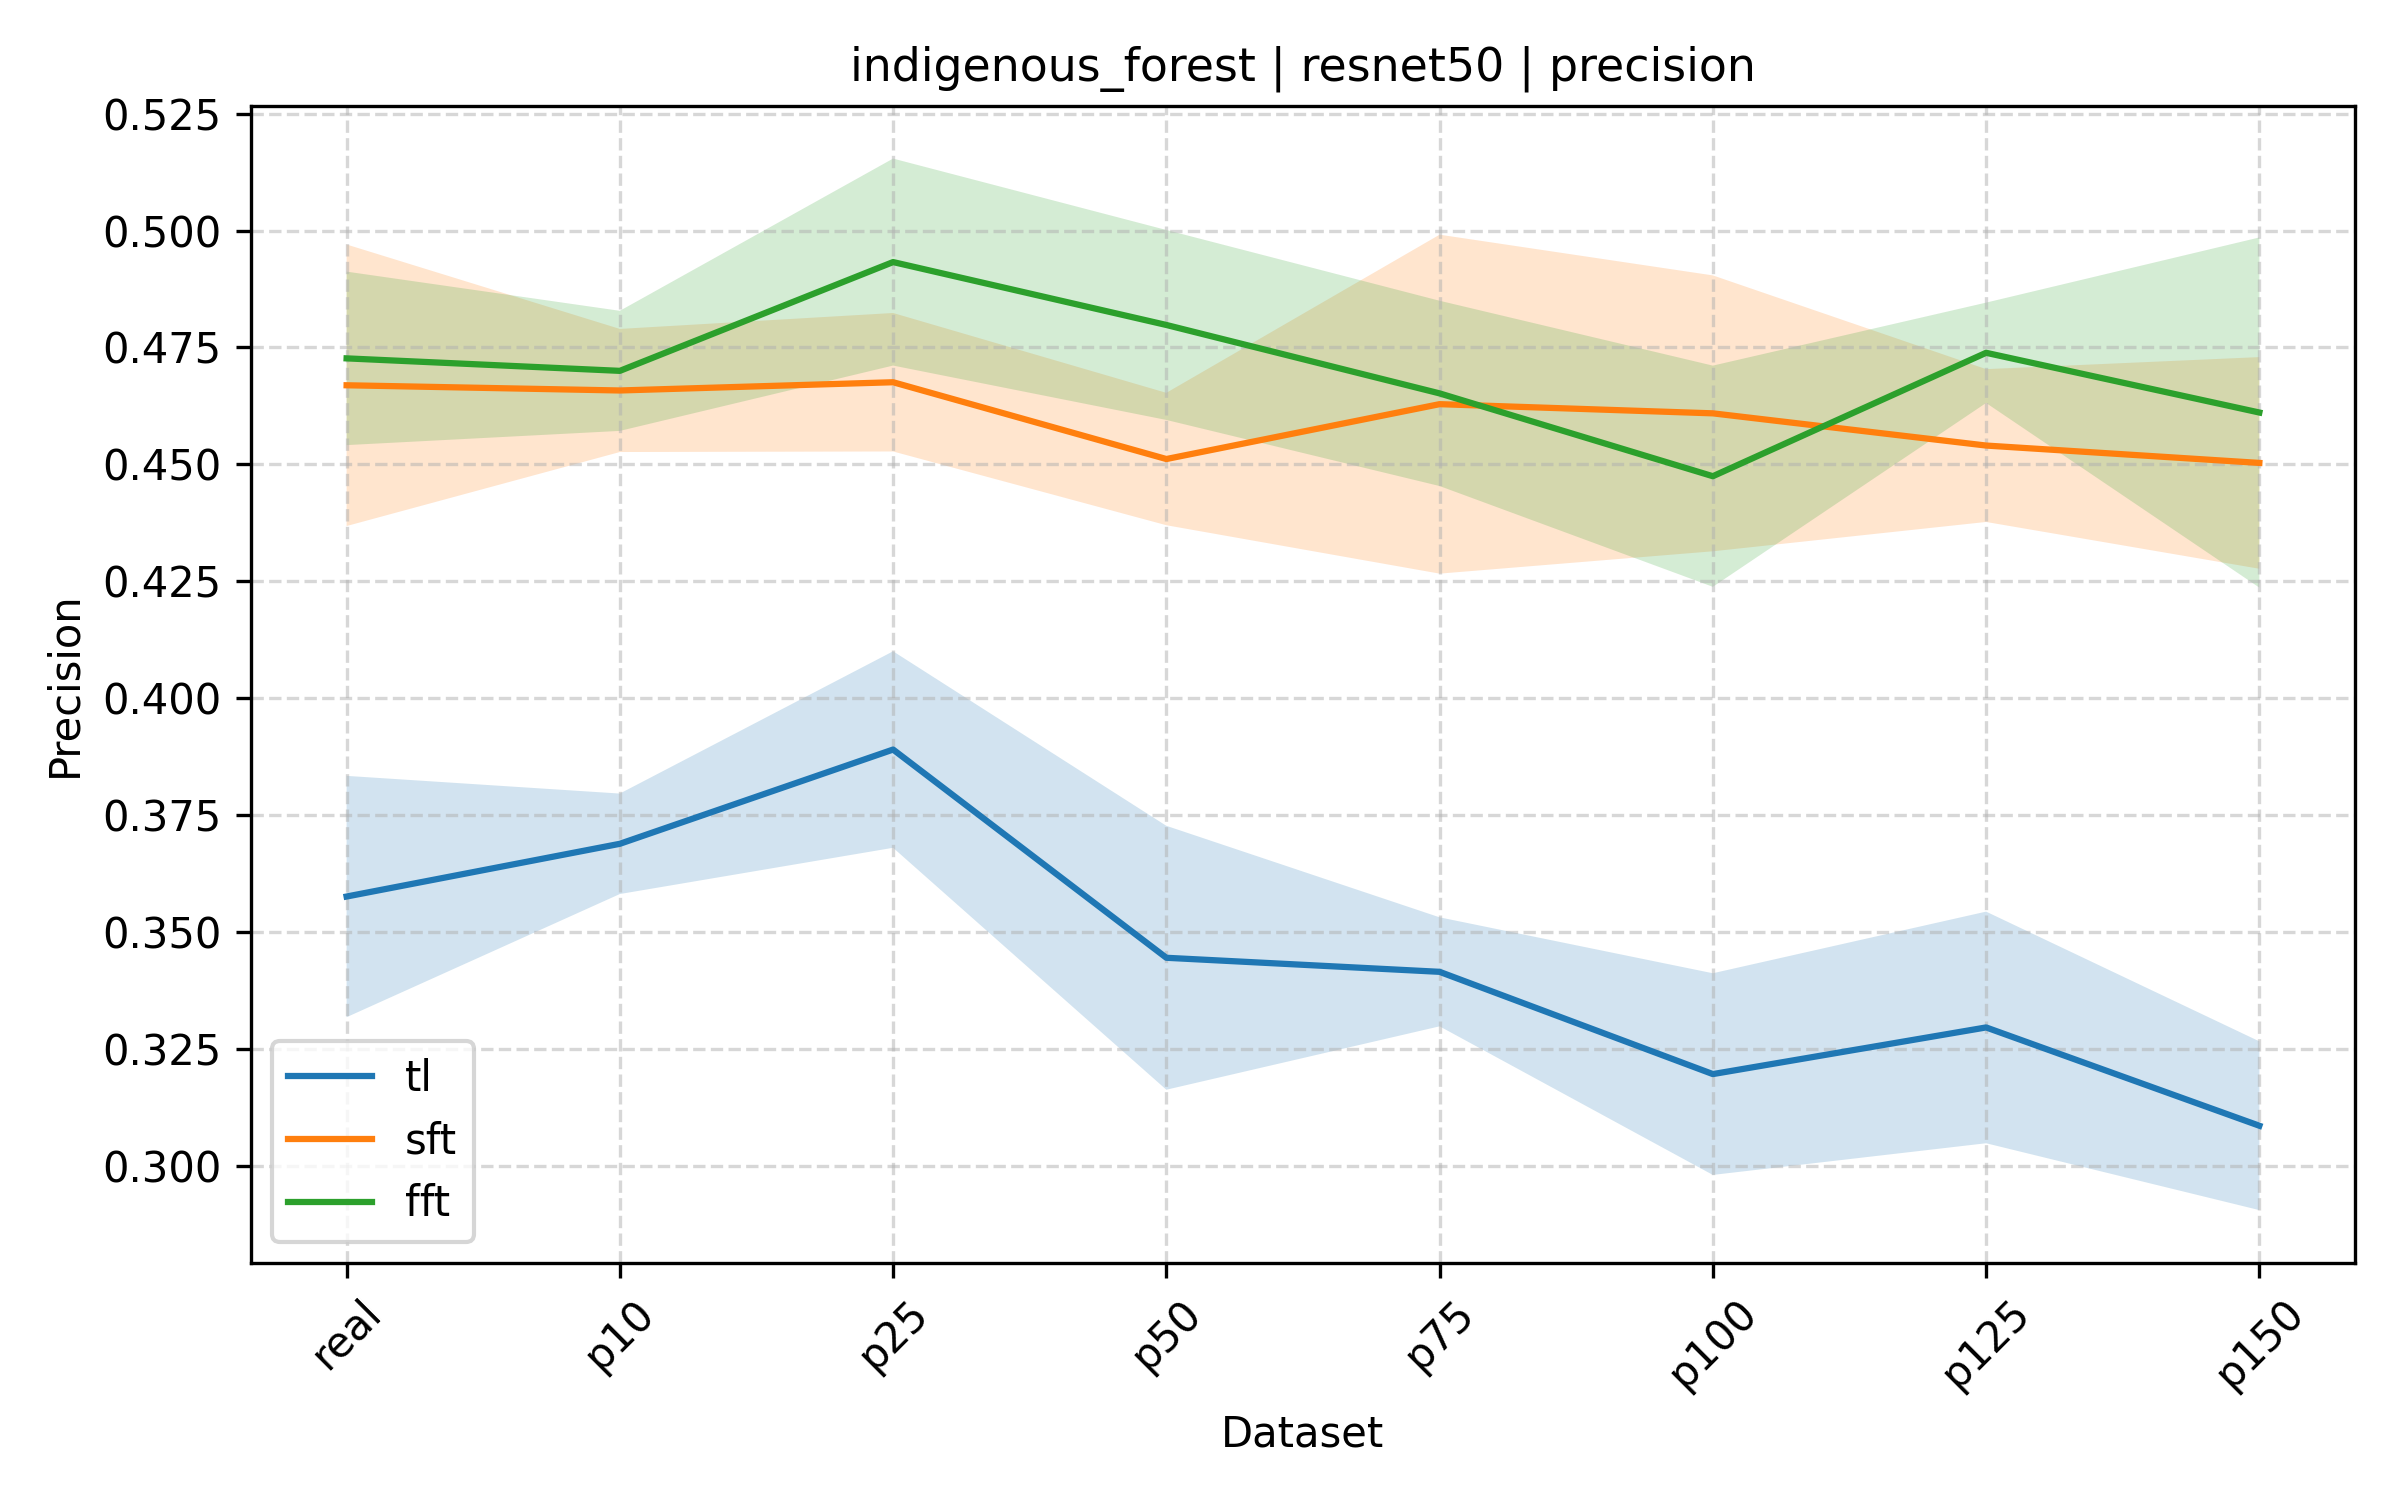 indigenous_forest | resnet50 | precision
Precision
0.525
0.500
0.475
0.450
0.425
0.400
0.375
0.350
0.325
0.300
tl
sft
fft
real
p10
p25
p50
p75
p100
p125
p150
Dataset